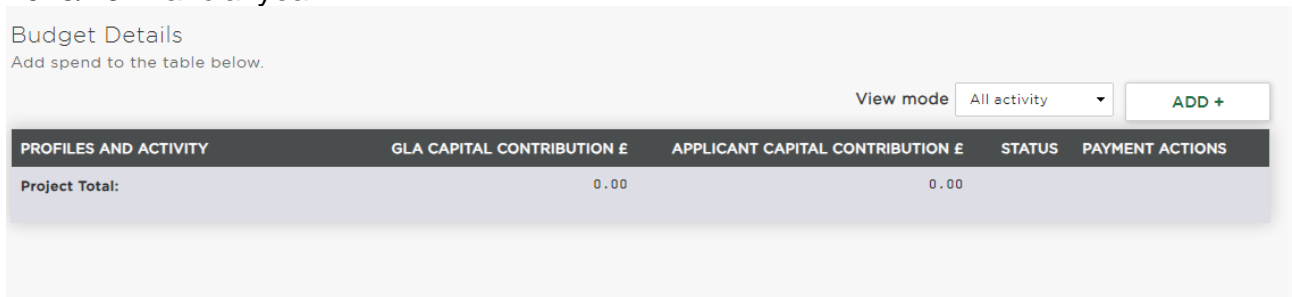 Budget Details
Add spend to the table below.
View mode All activity ADD +
PROFILES AND ACTIVITY GLA CAPITAL CONTRIBUTION £ APPLICANT CAPITAL CONTRIBUTION £ STATUS PAYMENT ACTIONS
Project Total: 0.00 0.00